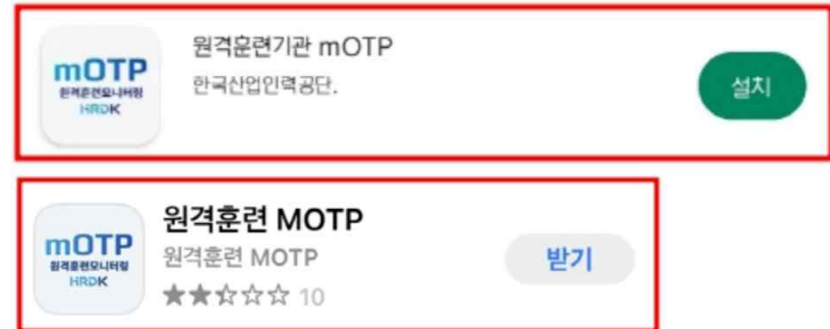 mOTP
원격훈련모니터링
HRDK
원격훈련기관 mOTP
한국산업인력공단.
설치
mOTP
원격훈련모니터링
HRDK
원격훈련 MOTP
원격훈련 MOTP
10
받기